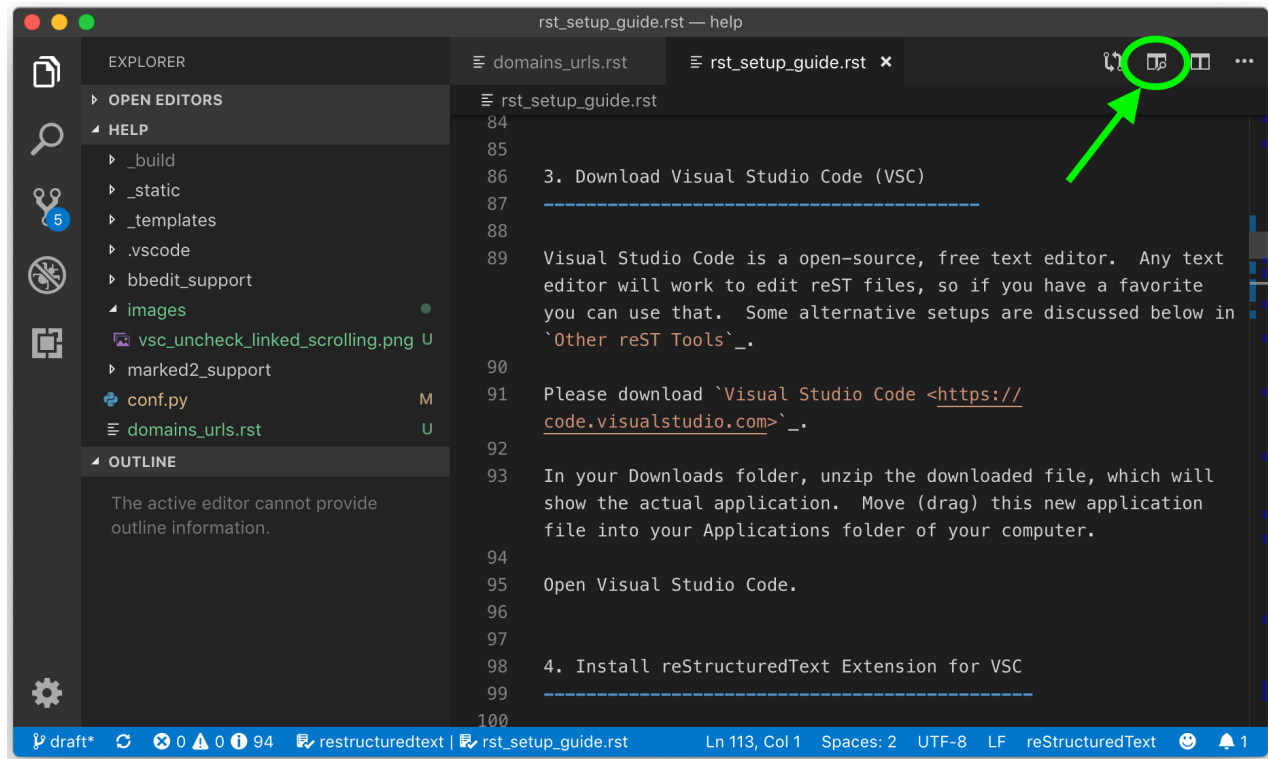 rst_setup_guide.rst — help
EXPLORER
OPEN EDITORS
HELP
_build
_static
_templates
.vscode
bbedit_support
images
vsc_uncheck_linked_scrolling.png U
marked2_support
conf.py M
domains_urls.rst U
OUTLINE
The active editor cannot provide
outline information.
5
domains_urls.rst
rst_setup_guide.rst ×
rst_setup_guide.rst
84
85
86 3. Download Visual Studio Code (VSC)
87 -----------------------------------------
88
89 Visual Studio Code is a open-source, free text editor.  Any text
editor will work to edit reST files, so if you have a favorite
you can use that.  Some alternative setups are discussed below in
`Other reST Tools`_.
90
91 Please download `Visual Studio Code <https://
code.visualstudio.com>`_.
92
93 In your Downloads folder, unzip the downloaded file, which will
show the actual application.  Move (drag) this new application
file into your Applications folder of your computer.
94
95 Open Visual Studio Code.
96
97
98 4. Install reStructuredText Extension for VSC
99 ----------------------------------------------
100
draft* 0 0 94 restructuredtext | rst_setup_guide.rst Ln 113, Col 1 Spaces: 2 UTF-8 LF reStructuredText 1